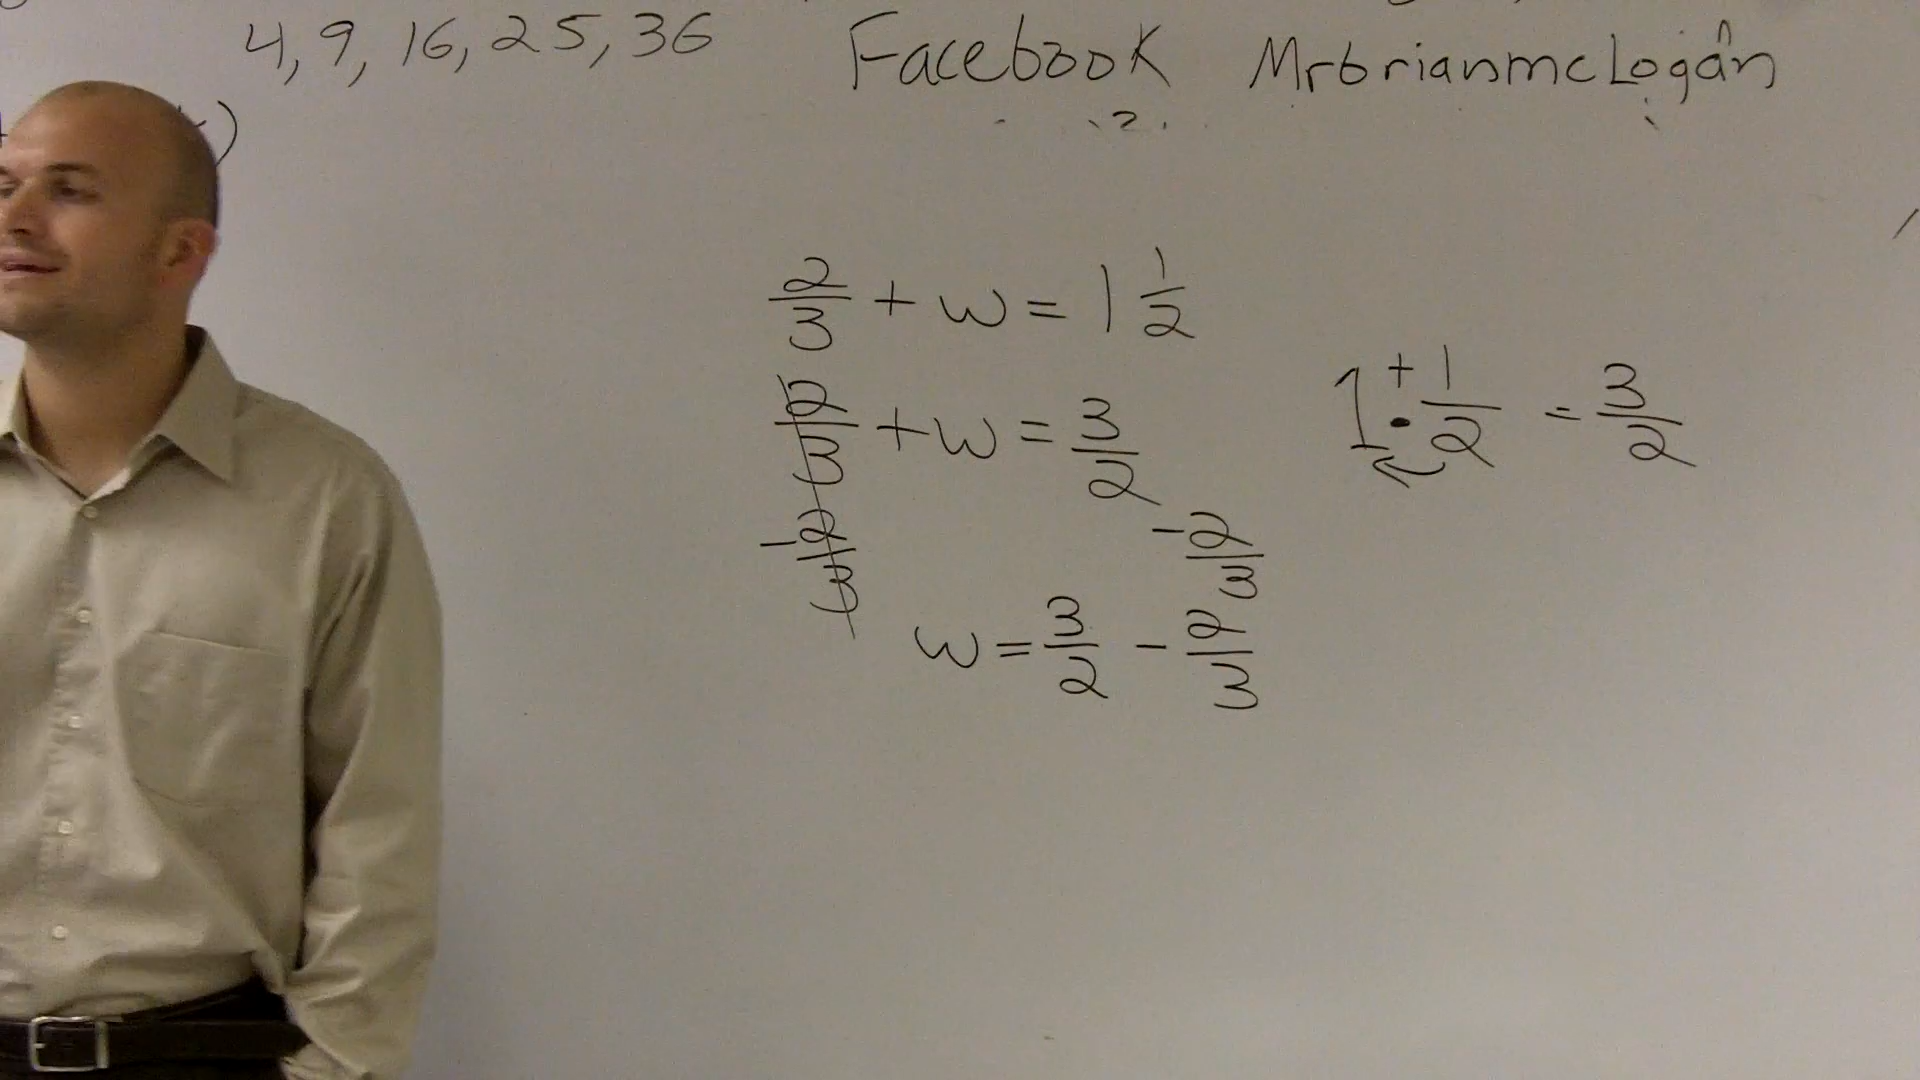 4, 9, 16, 25, 36 Facebook MrbrianmcLogan
2/3 + w = 1 1/2
2/3 + w = 3/2
1 + 1/2 = 3/2
-2/3 -2/3
w = 3/2 - 2/3